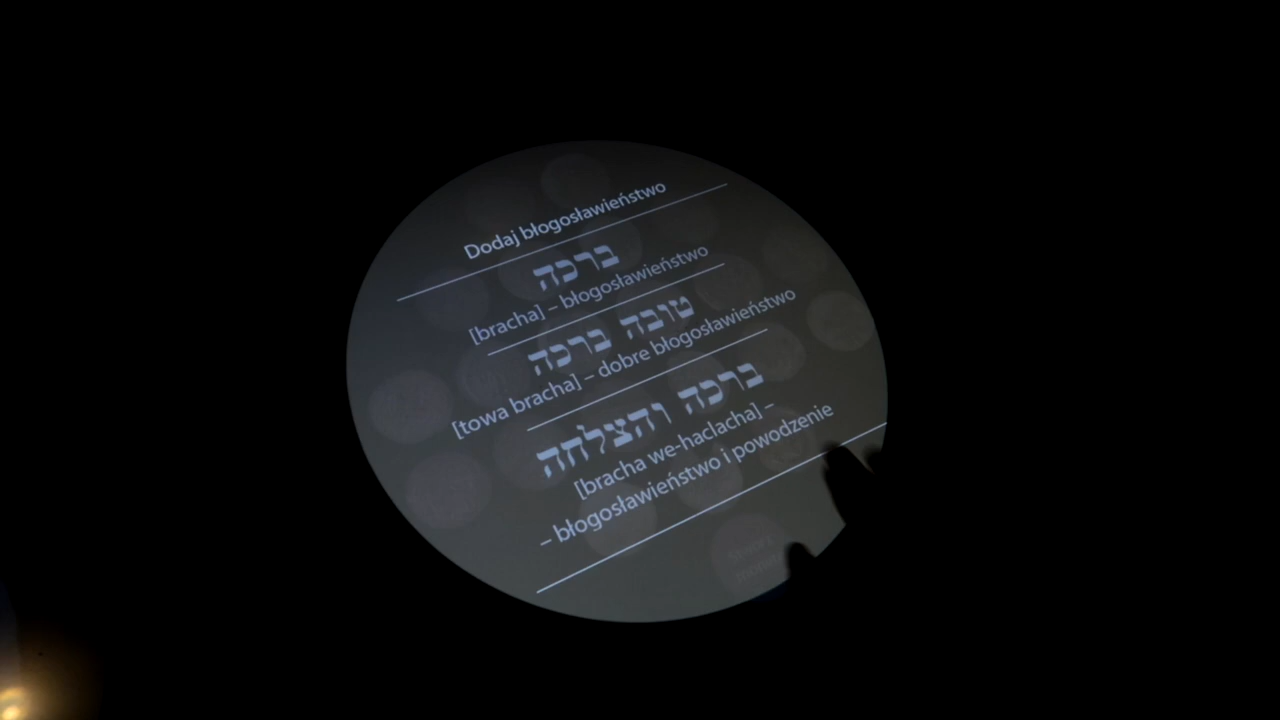 Dodaj błogosławieństwo
ברכה
[bracha] – błogosławieństwo
טובה ברכה
[towa bracha] – dobre błogosławieństwo
ברכה והצלחה
[bracha we-haclacha] –
– błogosławieństwo i powodzenie